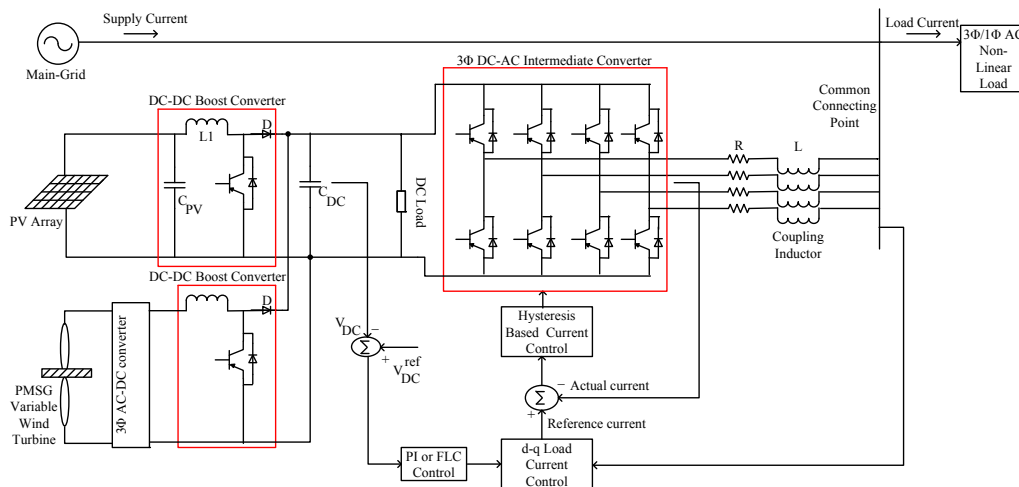 Supply Current
Load Current
Main-Grid
3Φ/1Φ AC
Non-
Linear
Load
3Φ DC-AC Intermediate Converter
Common
Connecting
Point
DC-DC Boost Converter
L1
D
C PV
C DC
DC Load
PV Array
R
L
Coupling
Inductor
DC-DC Boost Converter
D
3Φ AC-DC converter
PMSG
Variable
Wind
Turbine
V DC
−
Σ
+
V DC ref
Hysteresis
Based Current
Control
−
Actual current
Σ
+
Reference current
PI or FLC
Control
d-q Load
Current
Control